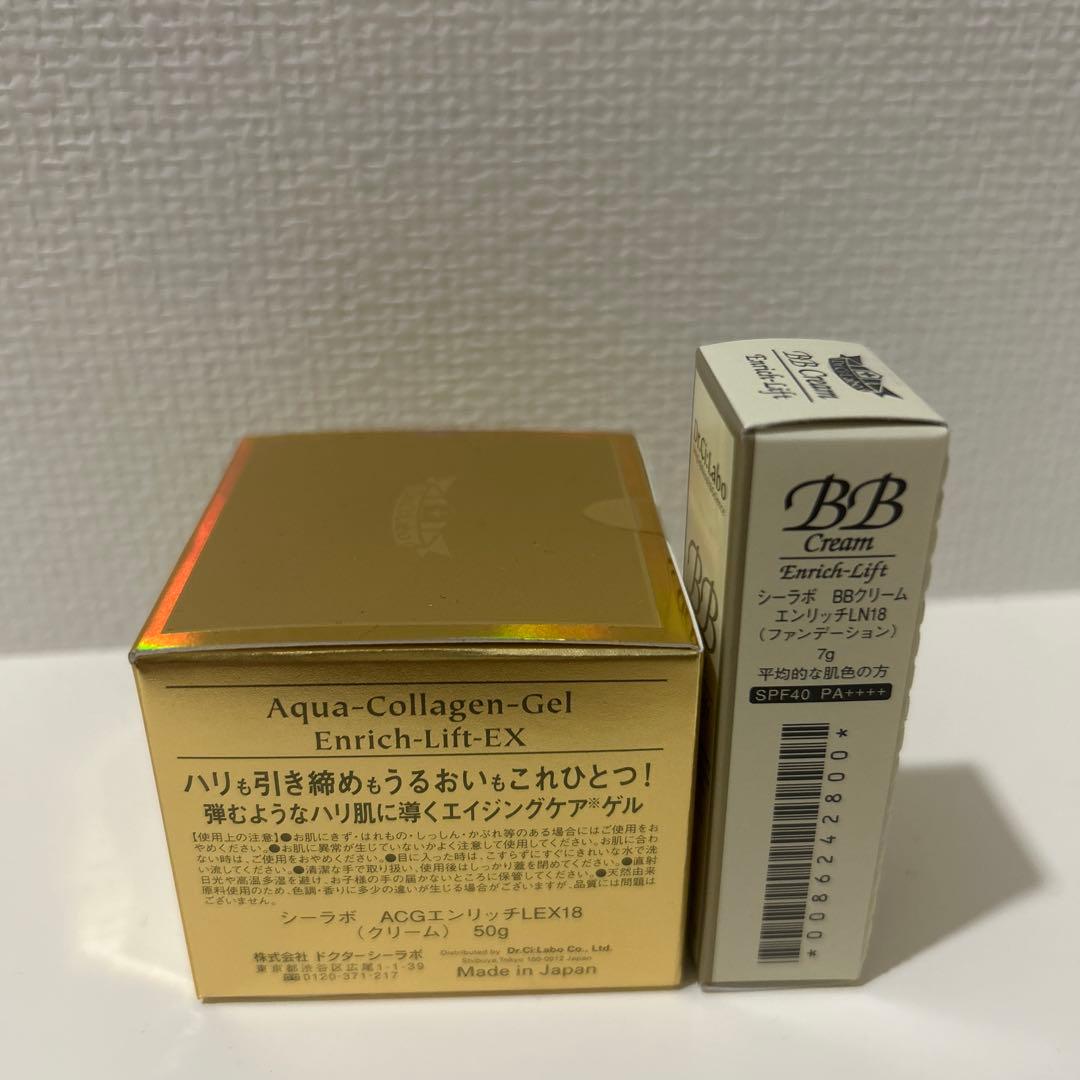 Aqua-Collagen-Gel
Enrich-Lift-EX
ハリも引き締めもうるおいもこれひとつ!
弾むようなハリ肌に導くエイジングケア※ゲル
【使用上の注意】●お肌にきず・はれもの・しっしん・かぶれ等のある場合にはご使用をお
やめください。●お肌に異常が生じていないかよく注意して使用してください。お肌に合わ
ない時は、ご使用をおやめください。●目に入った時は、こすらずにすぐにきれいな水で洗
い流してください。●清潔な手で取り扱い、使用後はしっかり蓋を閉めてください。●直射
日光や高温多湿を避け、お子様の手の届かないところに保管してください。●天然由来
原料使用のため、色調・香りに多少の違いが生じる場合がございますが、品質には問題は
ございません。
シーラボ ACGエンリッチLEX18
(クリーム) 50g
株式会社 ドクターシーラボ
東京都渋谷区広尾1-1-39
0120-371-217
Distributed by Dr.Ci:Labo Co., Ltd.
Shibuya,Tokyo 150-0012 Japan
Made in Japan
BB Cream
Enrich-Lift
Dr.Ci:Labo
BB
BB
Cream
Enrich-Lift
シーラボ BBクリーム
エンリッチLN18
(ファンデーション)
7g
平均的な肌色の方
SPF40 PA++++
*0086242800*